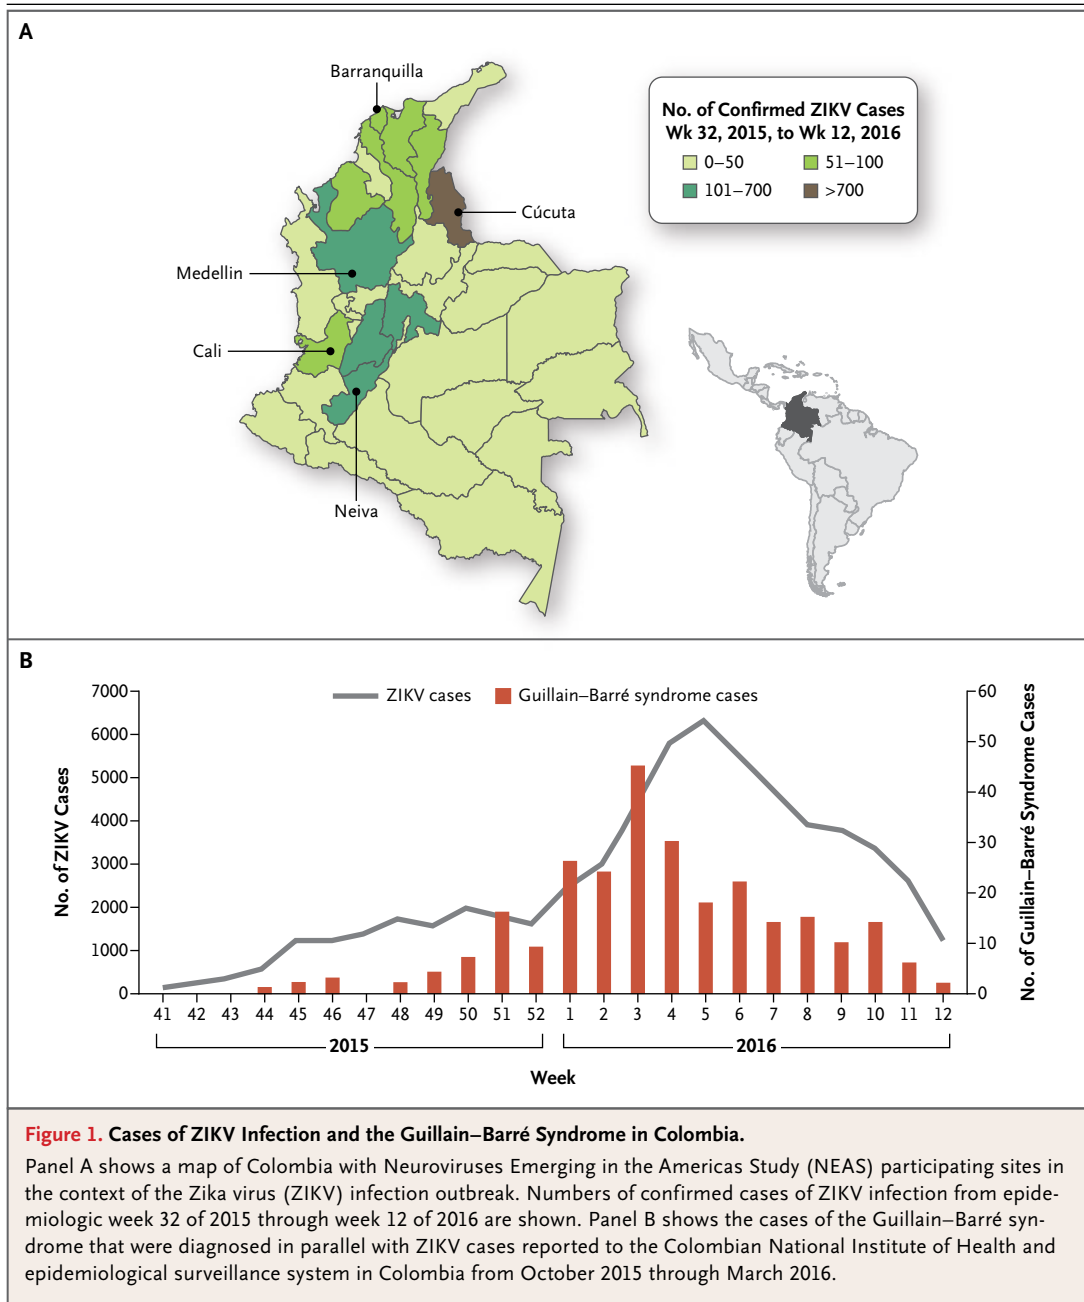 A
Barranquilla
No. of Confirmed ZIKV Cases
Wk 32, 2015, to Wk 12, 2016
0–50
51–100
101–700
>700
Cúcuta
Medellin
Cali
Neiva
B
ZIKV cases
Guillain–Barré syndrome cases
No. of ZIKV Cases
7000
6000
5000
4000
3000
2000
1000
0
No. of Guillain–Barré Syndrome Cases
60
50
40
30
20
10
0
41 42 43 44 45 46 47 48 49 50 51 52 1 2 3 4 5 6 7 8 9 10 11 12
2015 2016
Week
Figure 1. Cases of ZIKV Infection and the Guillain–Barré Syndrome in Colombia.
Panel A shows a map of Colombia with Neuroviruses Emerging in the Americas Study (NEAS) participating sites in
the context of the Zika virus (ZIKV) infection outbreak. Numbers of confirmed cases of ZIKV infection from epide-
miologic week 32 of 2015 through week 12 of 2016 are shown. Panel B shows the cases of the Guillain–Barré syn-
drome that were diagnosed in parallel with ZIKV cases reported to the Colombian National Institute of Health and
epidemiological surveillance system in Colombia from October 2015 through March 2016.